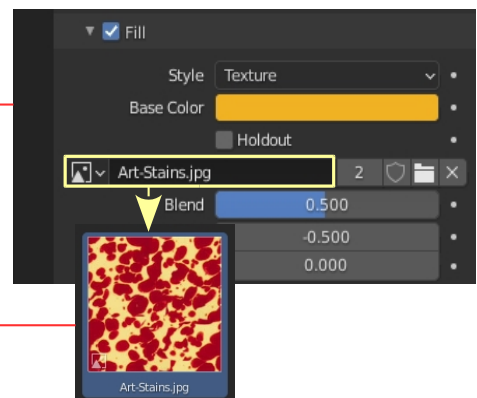 Fill
Style Texture
Base Color
Holdout
Art-Stains.jpg 2
Blend 0.500
-0.500
0.000
Art-Stains.jpg